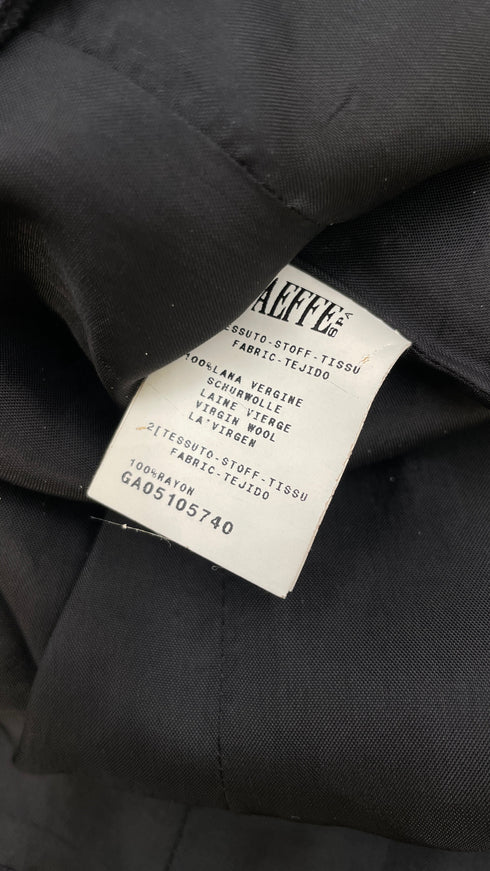 AEFFE SPA
TESSUTO-STOFF-TISSU
FABRIC-TEJIDO
100%LANA VERGINE
SCHURWOLLE
LAINE VIERGE
VIRGIN WOOL
LA'VIRGEN
2[TESSUTO-STOFF-TISSU
FABRIC-TEJIDO
100%RAYON
GA05105740